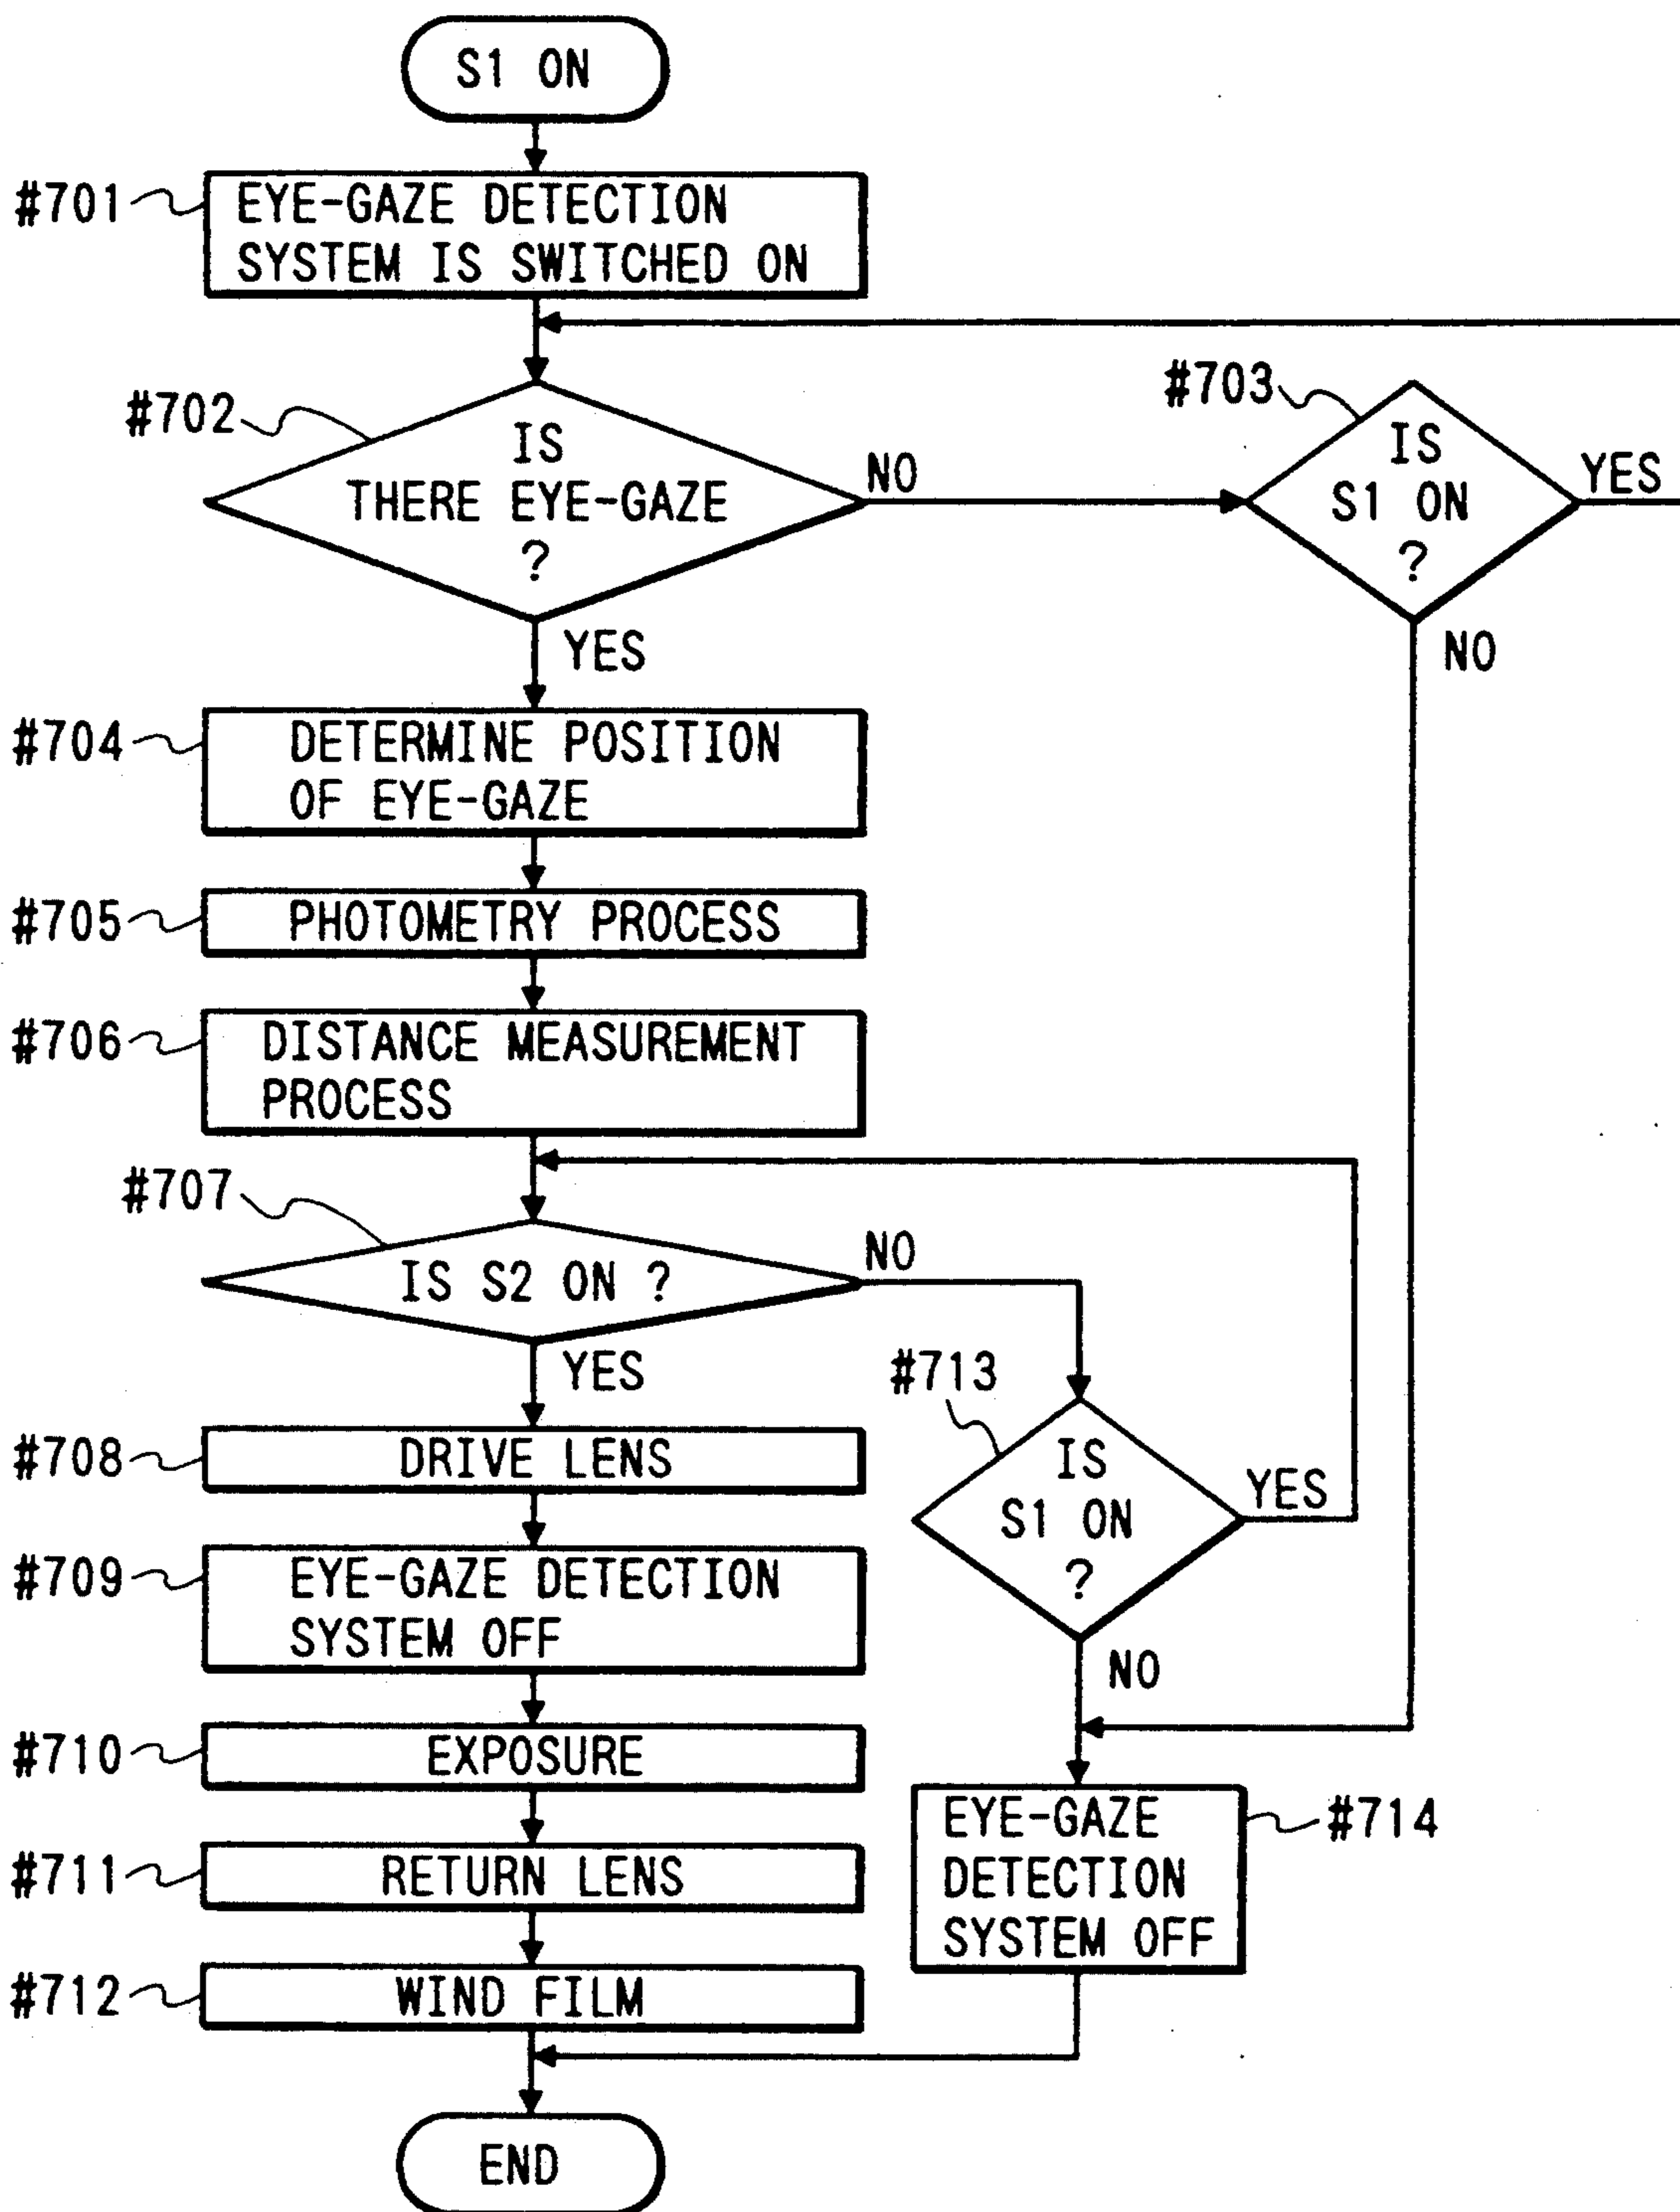 S1 ON
#701
EYE-GAZE DETECTION
SYSTEM IS SWITCHED ON
#702
IS
THERE EYE-GAZE
?
NO
YES
#703
IS
S1 ON
?
YES
NO
#704
DETERMINE POSITION
OF EYE-GAZE
#705
PHOTOMETRY PROCESS
#706
DISTANCE MEASUREMENT
PROCESS
#707
IS S2 ON ?
NO
YES
#713
IS
S1 ON
?
YES
NO
#708
DRIVE LENS
#709
EYE-GAZE DETECTION
SYSTEM OFF
#710
EXPOSURE
#711
RETURN LENS
#712
WIND FILM
#714
EYE-GAZE
DETECTION
SYSTEM OFF
END